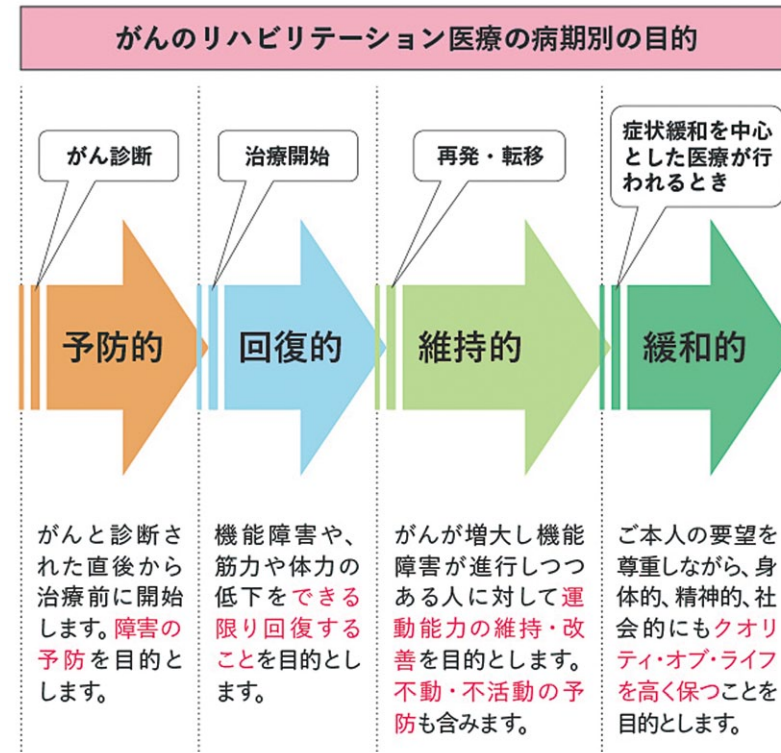 がんのリハビリテーション医療の病期別の目的
がん診断
治療開始
再発・転移
症状緩和を中心
とした医療が行
われるとき
予防的
回復的
維持的
緩和的
がんと診断さ
れた直後から
治療前に開始
します。障害の
予防を目的と
します。
機能障害や、
筋力や体力の
低下をできる
限り回復する
ことを目的とし
ます。
がんが増大し機能
障害が進行しつつ
ある人に対して運
動能力の維持・改
善を目的とします。
不動・不活動の予
防も含みます。
ご本人の要望を
尊重しながら、身
体的、精神的、社
会的にもクオリ
ティ・オブ・ライフ
を高く保つことを
目的とします。